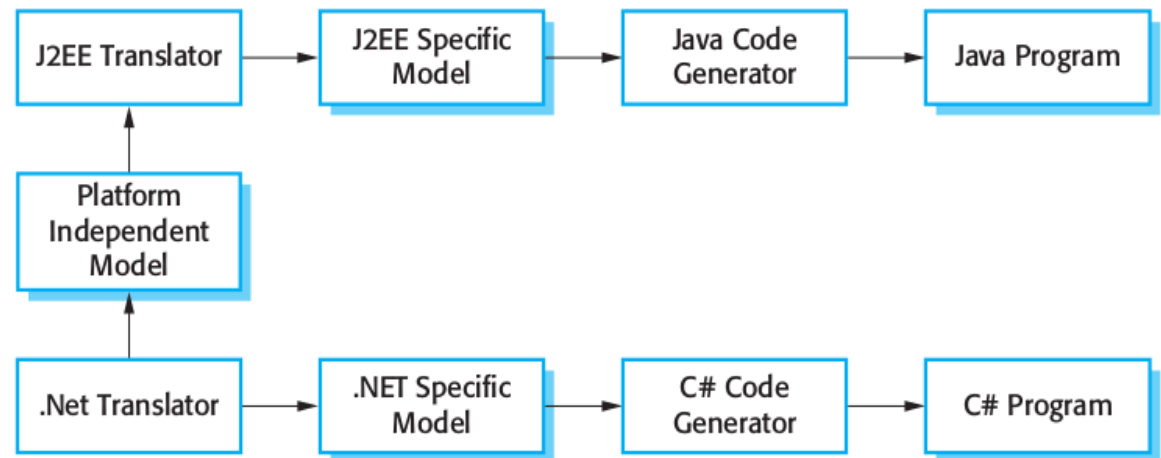 J2EE Translator
J2EE Specific
Model
Java Code
Generator
Java Program
Platform
Independent
Model
.Net Translator
.NET Specific
Model
C# Code
Generator
C# Program